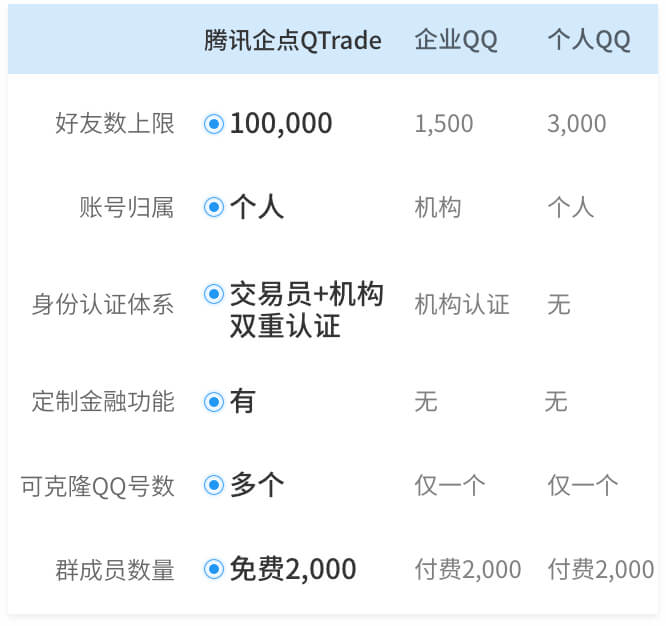 腾讯企点QTrade 企业QQ 个人QQ
好友数上限 100,000 1,500 3,000
账号归属 个人 机构 个人
身份认证体系 交易员+机构 机构认证 无
双重认证
定制金融功能 有 无 无
可克隆QQ号数 多个 仅一个 仅一个
群成员数量 免费2,000 付费2,000 付费2,000